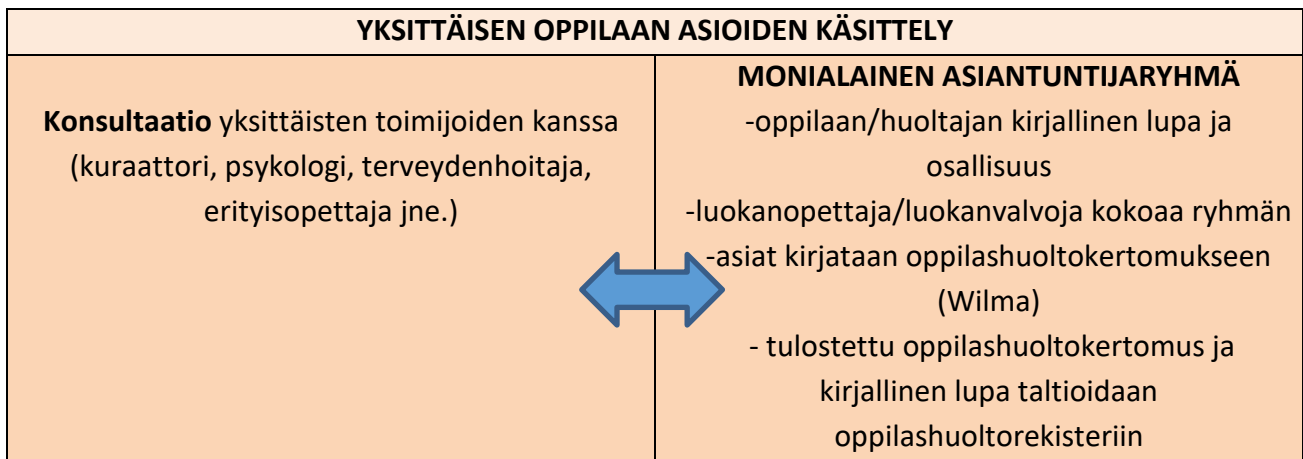 YKSITTÄISEN OPPILAAN ASIOIDEN KÄSITTELY
Konsultaatio yksittäisten toimijoiden kanssa
(kuraattori, psykologi, terveydenhoitaja,
erityisopettaja jne.)
MONIALAINEN ASIANTUNTIJARYHMÄ
-oppilaan/huoltajan kirjallinen lupa ja
osallisuus
-luokanopettaja/luokanvalvoja kokoaa ryhmän
-asiat kirjataan oppilashuoltokertomukseen
(Wilma)
- tulostettu oppilashuoltokertomus ja
kirjallinen lupa taltioidaan
oppilashuoltorekisteriin